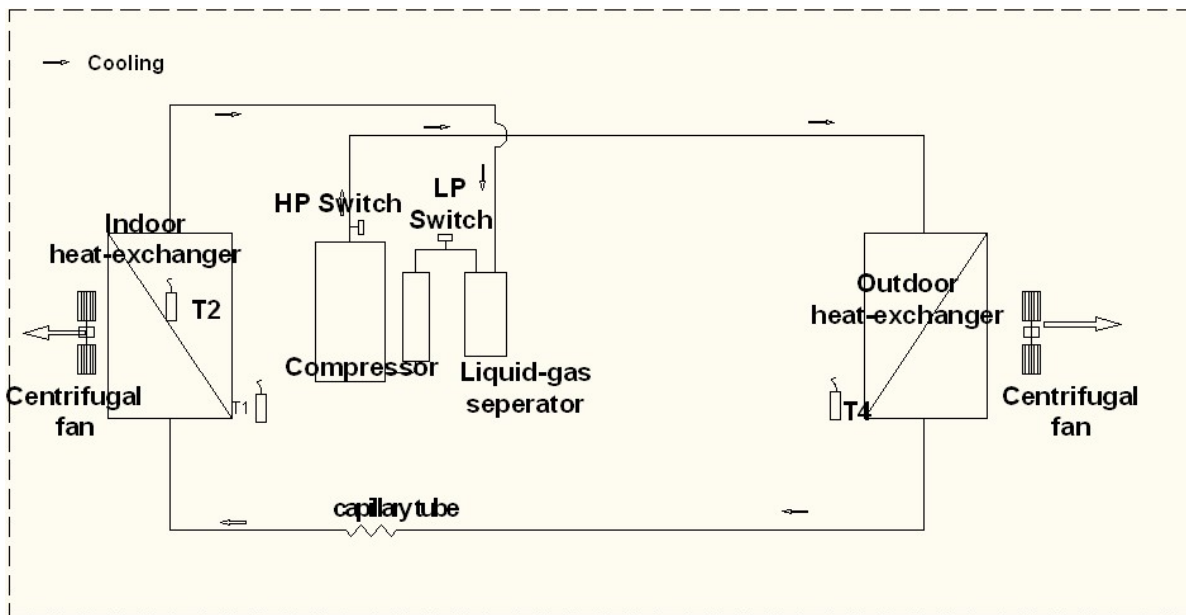 Cooling
HP Switch
LP
Switch
Indoor
heat-exchanger
T2
Outdoor
heat-exchanger
Compressor
Liquid-gas
seperator
Centrifugal
fan
T1
T4
Centrifugal
fan
capillary tube